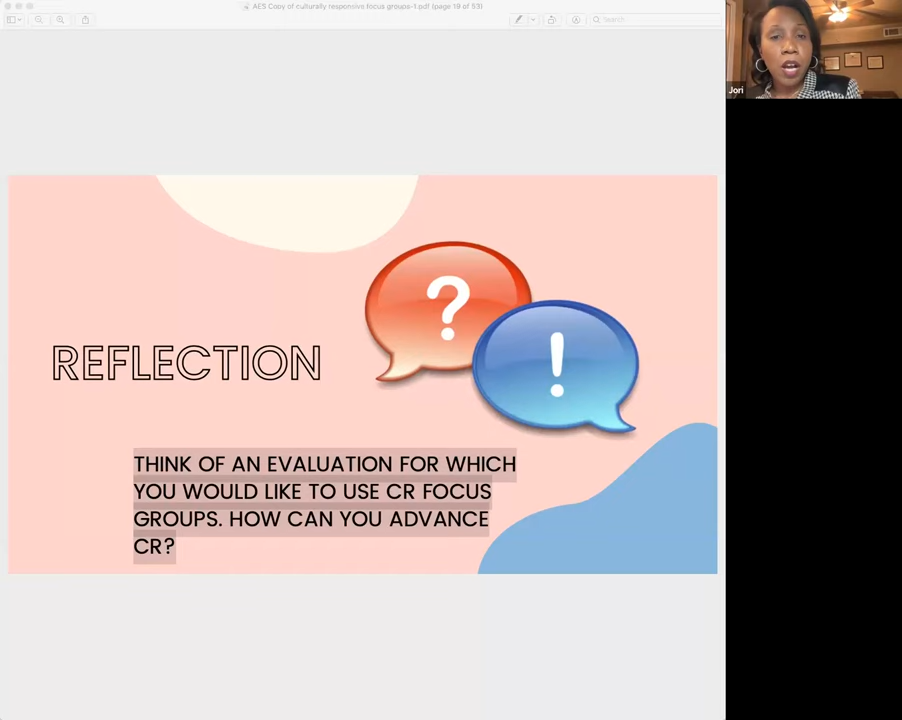 AES Copy of culturally responsive focus groups-1.pdf (page 19 of 53)
Search
Jori
?
!
REFLECTION
THINK OF AN EVALUATION FOR WHICH
YOU WOULD LIKE TO USE CR FOCUS
GROUPS. HOW CAN YOU ADVANCE
CR?